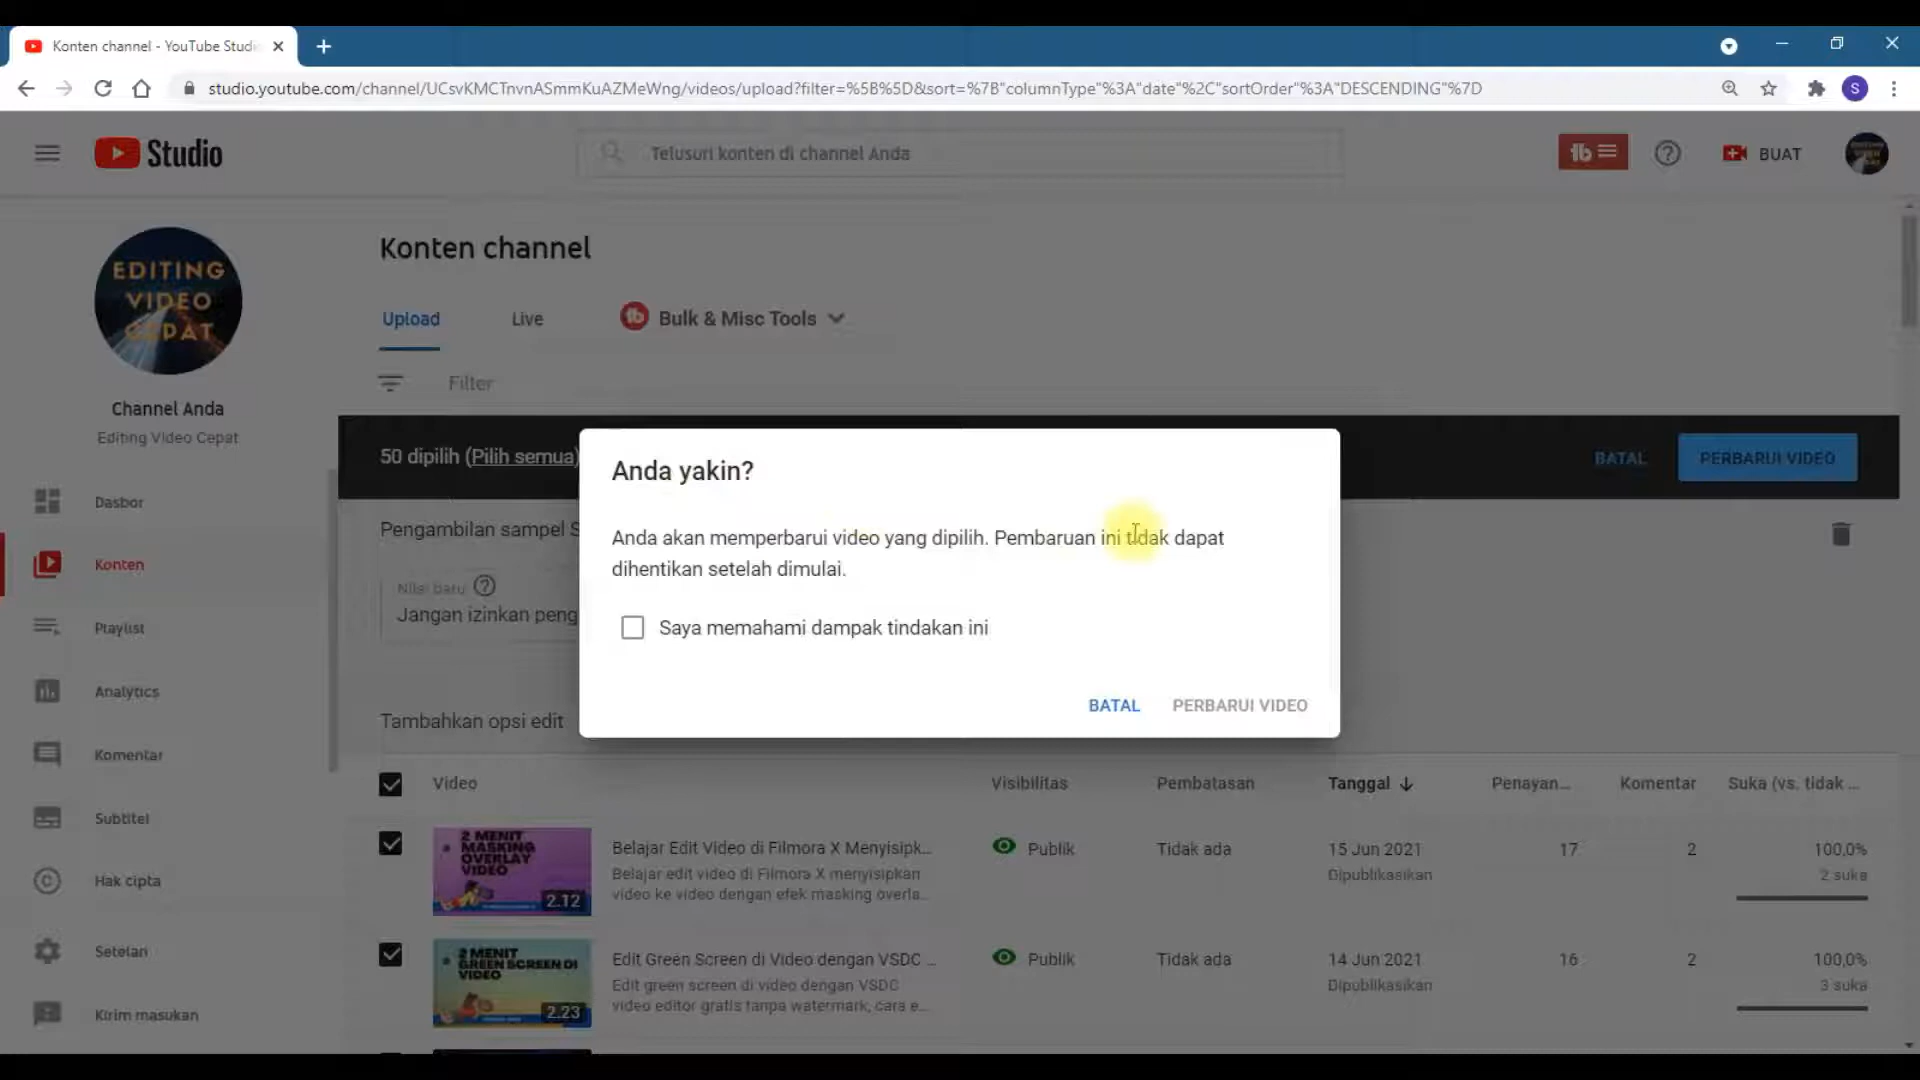 Konten channel - YouTube Studi
studio.youtube.com/channel/UCsvKMCTnvnASmmKuAZMeWng/videos/upload?filter=%5B%5D&sort=%7B"columnType"%3A"date"%2C"sortOrder"%3A"DESCENDING"%7D
S
Studio
Telusuri konten di channel Anda
tb
BUAT
EDITING
VIDEO
CEPAT
Channel Anda
Editing Video Cepat
Dasbor
Konten
Playlist
Analytics
Komentar
Subtitel
Hak cipta
Setelan
Kirim masukan
Konten channel
Upload
Live
tb
Bulk & Misc Tools
Filter
50 dipilih (Pilih semua)
BATAL
PERBARUI VIDEO
Pengambilan sampel S
Nilai baru
Jangan izinkan peng
Tambahkan opsi edit
Anda yakin?
Anda akan memperbarui video yang dipilih. Pembaruan ini tidak dapat
dihentikan setelah dimulai.
Saya memahami dampak tindakan ini
BATAL
PERBARUI VIDEO
Video
Visibilitas
Pembatasan
Tanggal
Penayan...
Komentar
Suka (vs. tidak ...
2 MENIT
MASKING
OVERLAY
VIDEO
2.12
Belajar Edit Video di Filmora X Menyisipk...
Belajar edit video di Filmora X menyisipkan
video ke video dengan efek masking overla...
Publik
Tidak ada
15 Jun 2021
Dipublikasikan
17
2
100,0%
2 suka
2 MENIT
GREEN SCREEN DI
VIDEO
2.23
Edit Green Screen di Video dengan VSDC ...
Edit green screen di video dengan VSDC
video editor gratis tanpa watermark, cara e...
Publik
Tidak ada
14 Jun 2021
Dipublikasikan
16
2
100,0%
3 suka